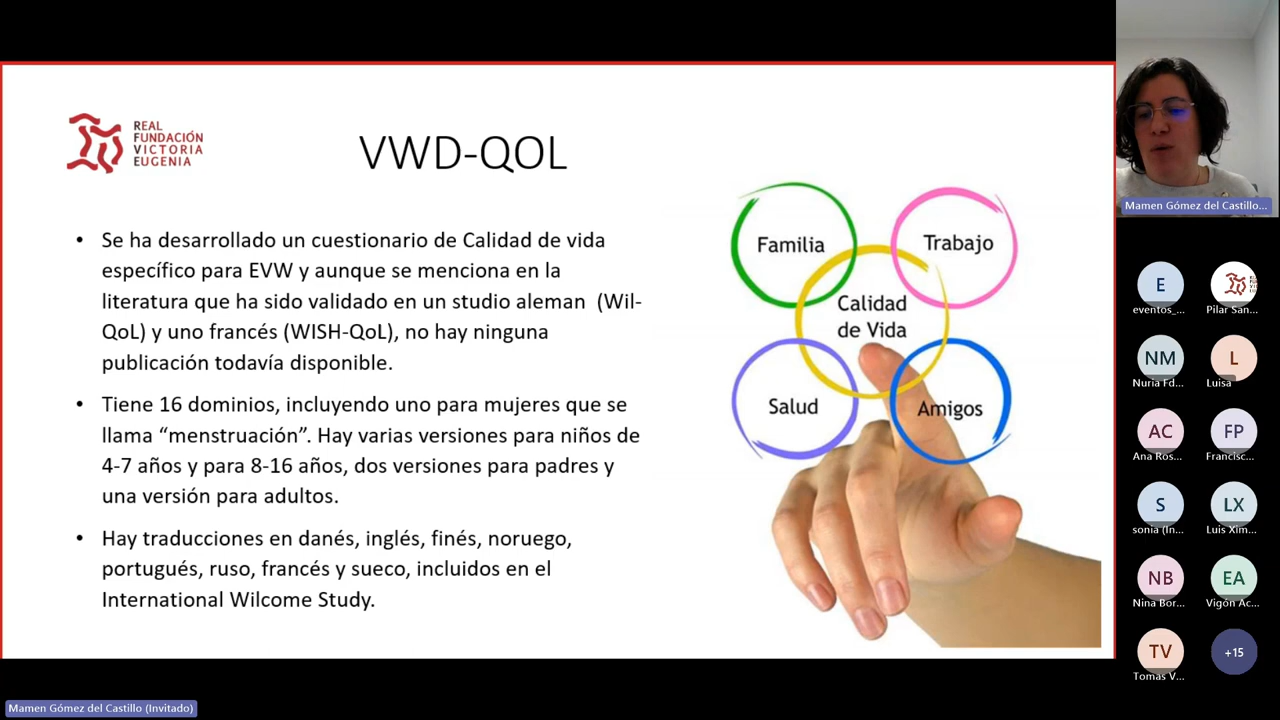 REAL
FUNDACIÓN
VICTORIA
EUGENIA
VWD-QOL
• Se ha desarrollado un cuestionario de Calidad de vida
específico para EVW y aunque se menciona en la
literatura que ha sido validado en un studio aleman (Wil-
QoL) y uno francés (WISH-QoL), no hay ninguna
publicación todavía disponible.
• Tiene 16 dominios, incluyendo uno para mujeres que se
llama “menstruación”. Hay varias versiones para niños de
4-7 años y para 8-16 años, dos versiones para padres y
una versión para adultos.
• Hay traducciones en danés, inglés, finés, noruego,
portugués, ruso, francés y sueco, incluidos en el
International Wilcome Study.
Familia
Trabajo
Calidad
de Vida
Salud
Amigos
Mamen Gómez del Castillo...
E
eventos_...
Pilar San...
NM
Nuria Fd...
L
Luisa
AC
Ana Ros...
FP
Francisc...
S
sonia (In...
LX
Luis Xim...
NB
Nina Bor...
EA
Vigón Ac...
TV
Tomas V...
+15
Mamen Gómez del Castillo (Invitado)